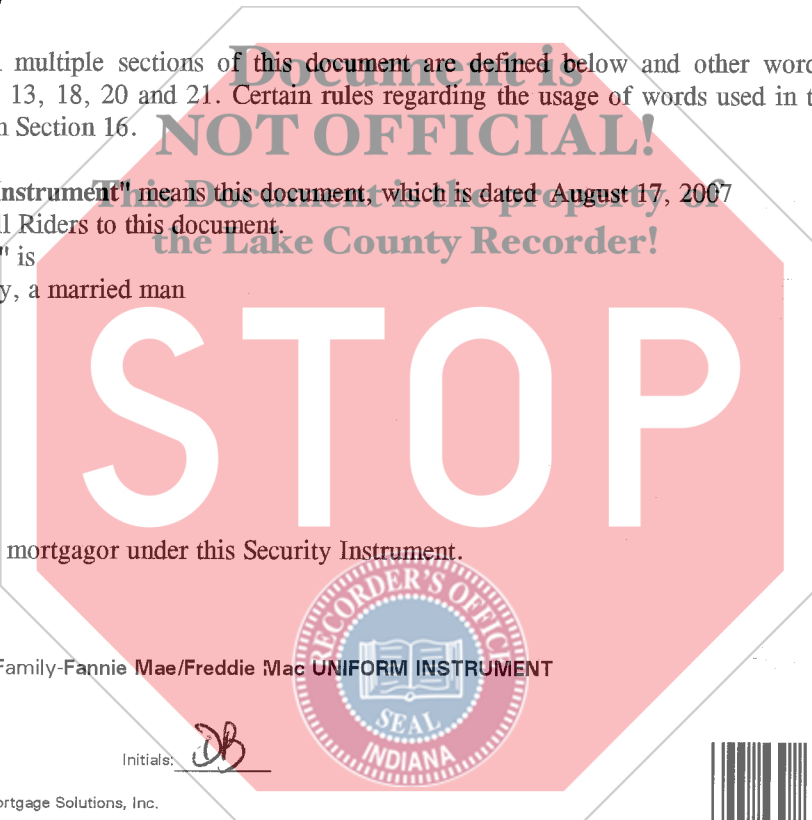 multiple sections of this document are defined below and other
Document is
13, 18, 20 and 21. Certain rules regarding the usage of words used in
Section 16.
NOT OFFICIAL!
Instrument" means this document, which is dated August 17, 2007
This Document is the property of
Riders to this document.
the Lake County Recorder!
" is
y, a married man
STOP
mortgagor under this Security Instrument.
RECORDER'S OFFICE
Family-Fannie Mae/Freddie Mac UNIFORM INSTRUMENT
SEAL
INDIANA
Initials: DB
ortgage Solutions, Inc.